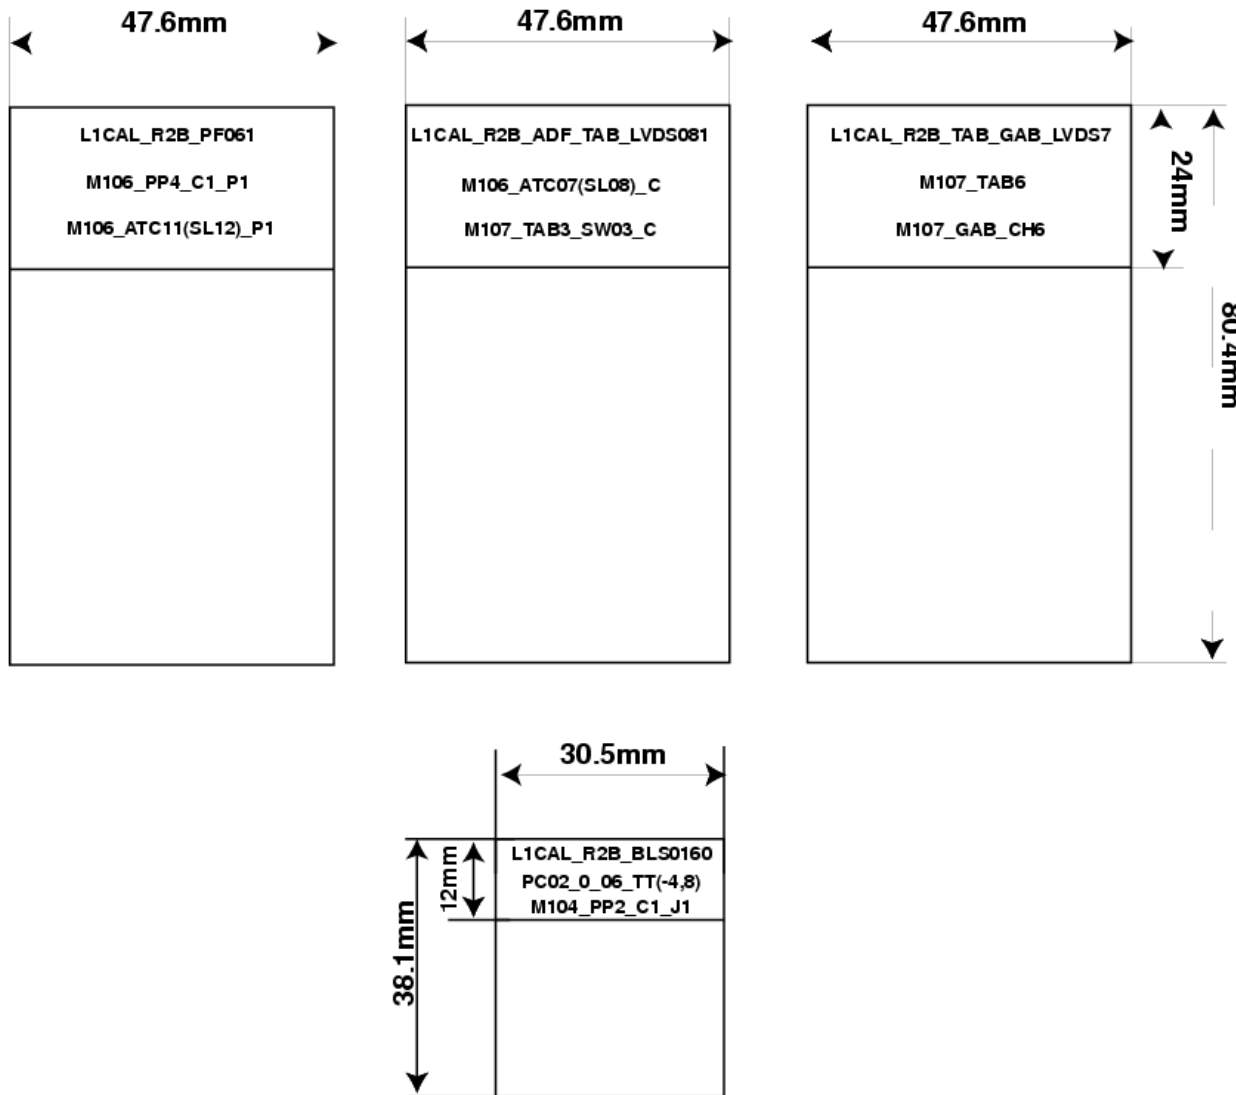 47.6mm
47.6mm
47.6mm
L1CAL_R2B_PF061
M106_PP4_C1_P1
M106_ATC11(SL12)_P1
L1CAL_R2B_ADF_TAB_LVDS081
M106_ATC07(SL08)_C
M107_TAB3_SW03_C
L1CAL_R2B_TAB_GAB_LVDS7
M107_TAB6
M107_GAB_CH6
24mm
80.4mm
30.5mm
L1CAL_R2B_BLS0160
PC02_0_06_TT(-4,8)
M104_PP2_C1_J1
12mm
38.1mm